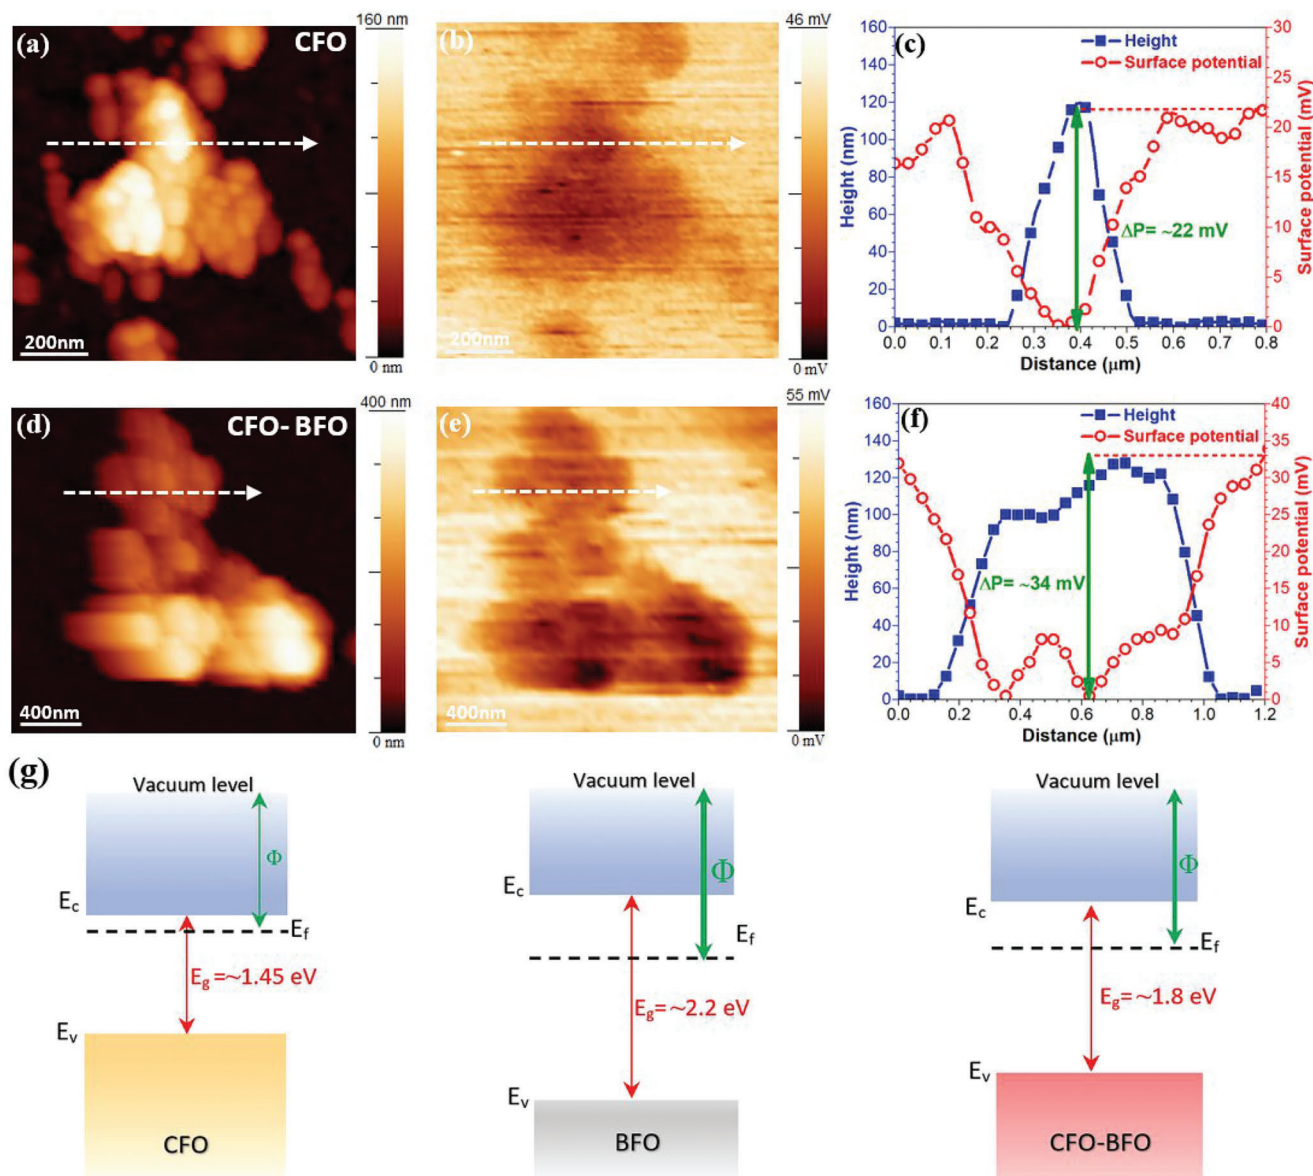 (a) CFO
160 nm
0 nm
200nm
(b)
46 mV
0 mV
(c)
Height
Surface potential
ΔP= ~22 mV
Height (nm)
160
140
120
100
80
60
40
20
0
Surface potential (mV)
30
25
20
15
10
5
0
0.0 0.1 0.2 0.3 0.4 0.5 0.6 0.7 0.8
Distance (μm)
(d) CFO- BFO
400 nm
0 nm
400nm
(e)
55 mV
0 mV
400nm
(f)
Height
Surface potential
ΔP= ~34 mV
Height (nm)
160
140
120
100
80
60
40
20
0
Surface potential (mV)
40
35
30
25
20
15
10
5
0
0.0 0.2 0.4 0.6 0.8 1.0 1.2
Distance (μm)
(g)
Vacuum level
Φ
Ec
Ef
Eg=~1.45 eV
Ev
CFO
Vacuum level
Φ
Ec
Ef
Eg=~2.2 eV
Ev
BFO
Vacuum level
Φ
Ec
Ef
Eg=~1.8 eV
Ev
CFO-BFO
200nm